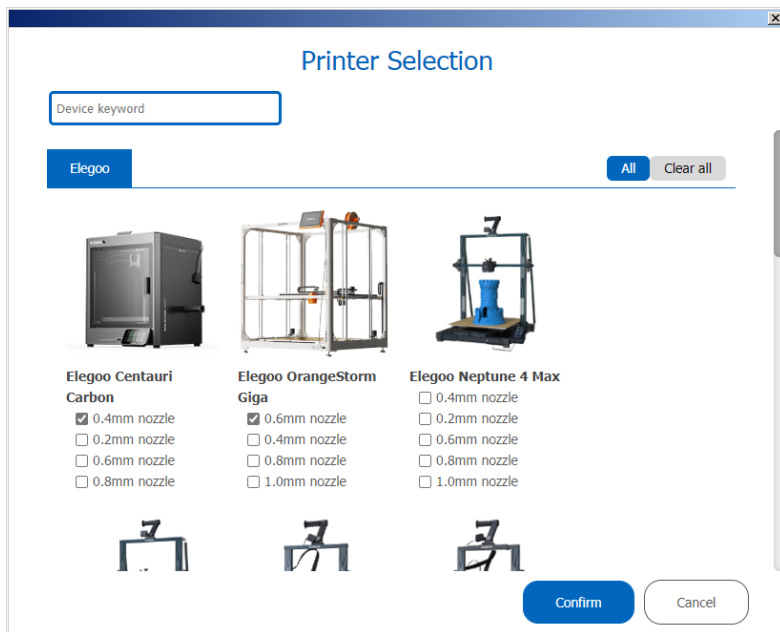 Printer Selection
Device keyword
Elegoo
All
Clear all
Elegoo Centauri
Carbon
0.4mm nozzle
0.2mm nozzle
0.6mm nozzle
0.8mm nozzle
Elegoo OrangeStorm
Giga
0.6mm nozzle
0.4mm nozzle
0.8mm nozzle
1.0mm nozzle
Elegoo Neptune 4 Max
0.4mm nozzle
0.2mm nozzle
0.6mm nozzle
0.8mm nozzle
1.0mm nozzle
Confirm
Cancel